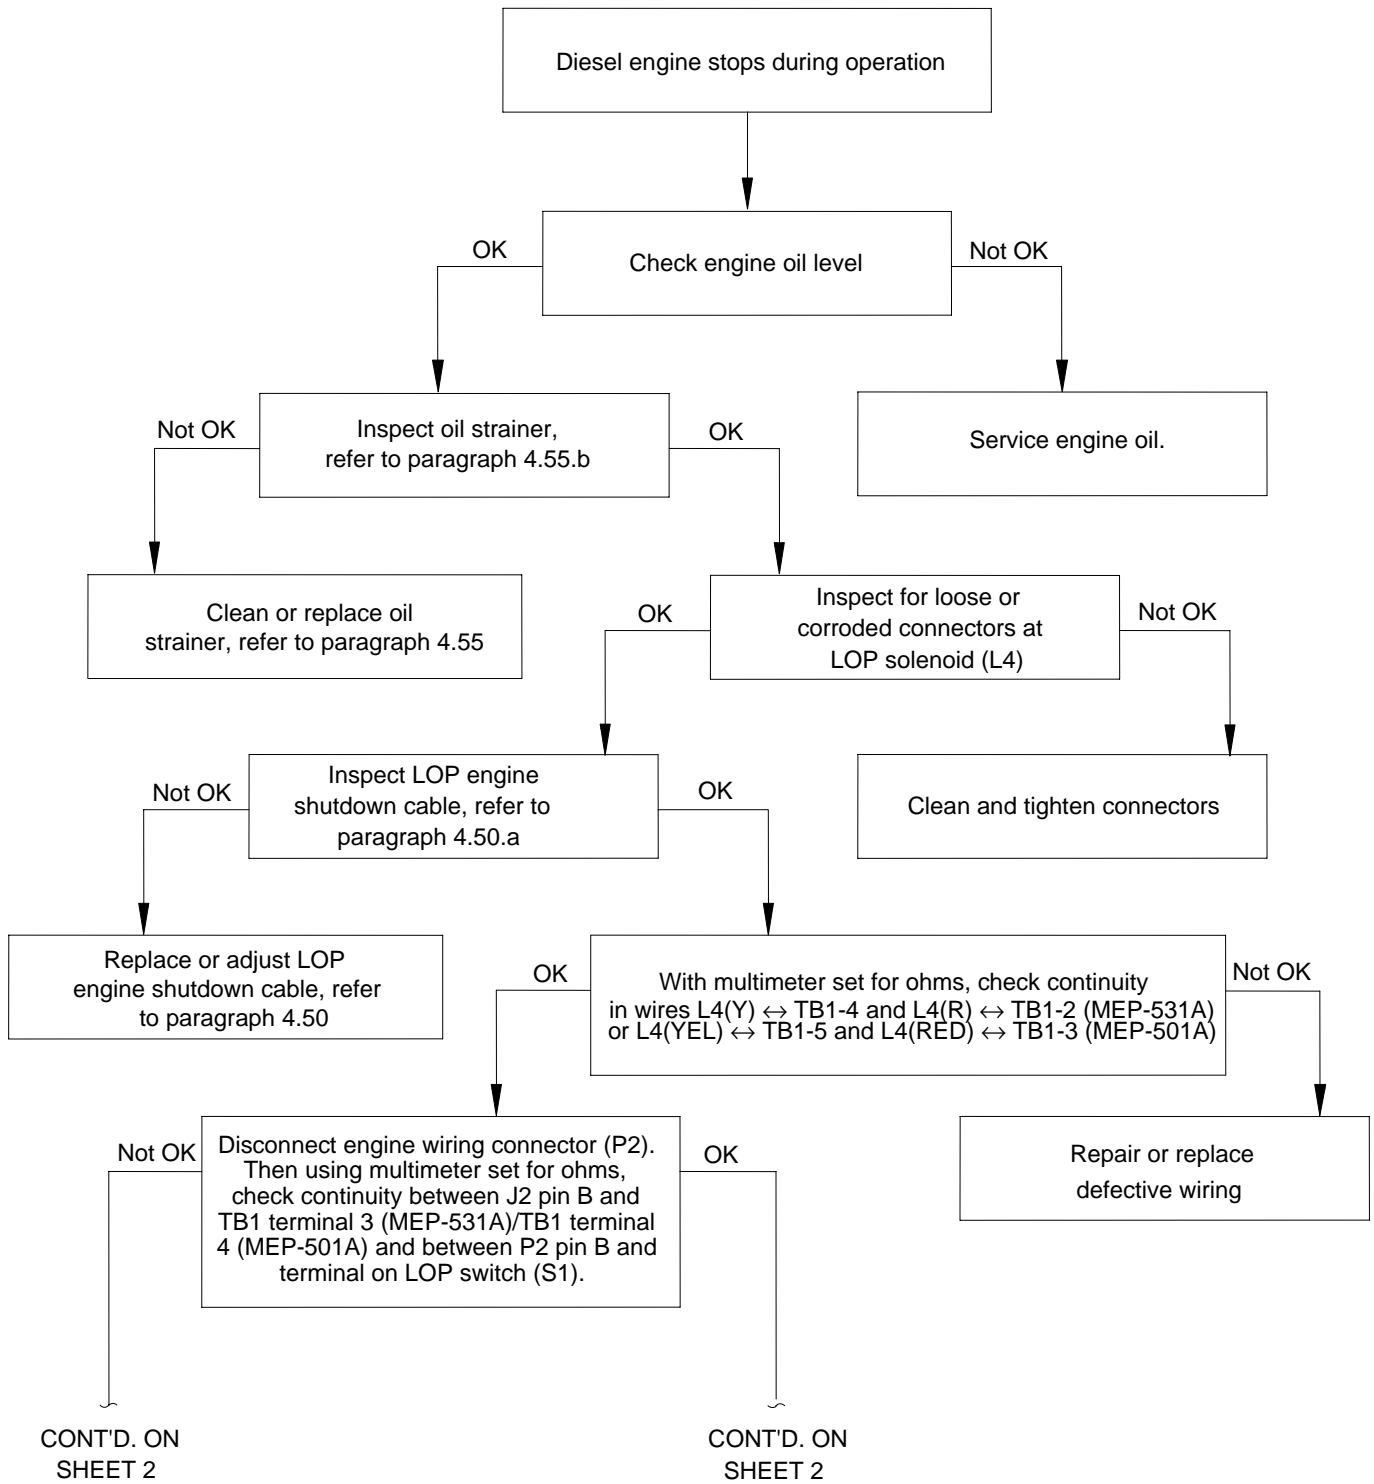 Diesel engine stops during operation
OK
Check engine oil level
Not OK
Not OK
Inspect oil strainer,
refer to paragraph 4.55.b
OK
Service engine oil.
Clean or replace oil
strainer, refer to paragraph 4.55
OK
Inspect for loose or
corroded connectors at
LOP solenoid (L4)
Not OK
Not OK
Inspect LOP engine
shutdown cable, refer to
paragraph 4.50.a
OK
Clean and tighten connectors
Replace or adjust LOP
engine shutdown cable, refer
to paragraph 4.50
OK
With multimeter set for ohms, check continuity
in wires L4(Y) ↔ TB1-4 and L4(R) ↔ TB1-2 (MEP-531A)
or L4(YEL) ↔ TB1-5 and L4(RED) ↔ TB1-3 (MEP-501A)
Not OK
Not OK
Disconnect engine wiring connector (P2).
Then using multimeter set for ohms,
check continuity between J2 pin B and
TB1 terminal 3 (MEP-531A)/TB1 terminal
4 (MEP-501A) and between P2 pin B and
terminal on LOP switch (S1).
OK
Repair or replace
defective wiring
CONT'D. ON
SHEET 2
CONT'D. ON
SHEET 2